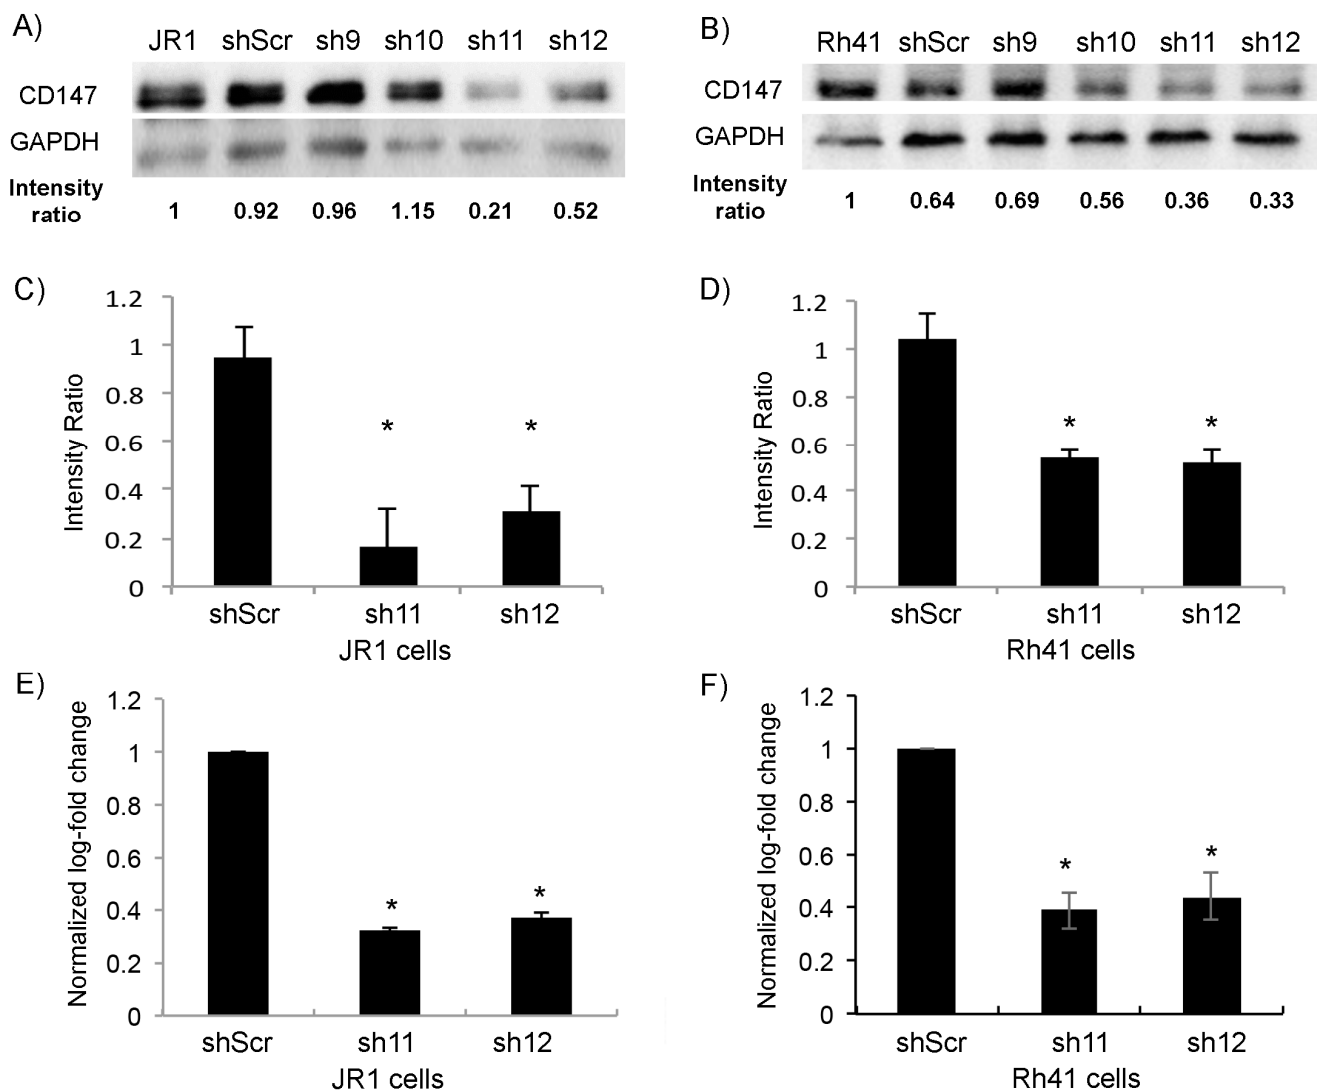 A)
JR1 shScr sh9 sh10 sh11 sh12
CD147
GAPDH
Intensity
ratio
1 0.92 0.96 1.15 0.21 0.52
B)
Rh41 shScr sh9 sh10 sh11 sh12
CD147
GAPDH
Intensity
ratio
1 0.64 0.69 0.56 0.36 0.33
C)
Intensity Ratio
1.2
1
0.8
0.6
0.4
0.2
0
* *
shScr sh11 sh12
JR1 cells
D)
Intensity Ratio
1.2
1
0.8
0.6
0.4
0.2
0
* *
shScr sh11 sh12
Rh41 cells
E)
Normalized log-fold change
1.2
1
0.8
0.6
0.4
0.2
0
* *
shScr sh11 sh12
JR1 cells
F)
Normalized log-fold change
1.2
1
0.8
0.6
0.4
0.2
0
* *
shScr sh11 sh12
Rh41 cells